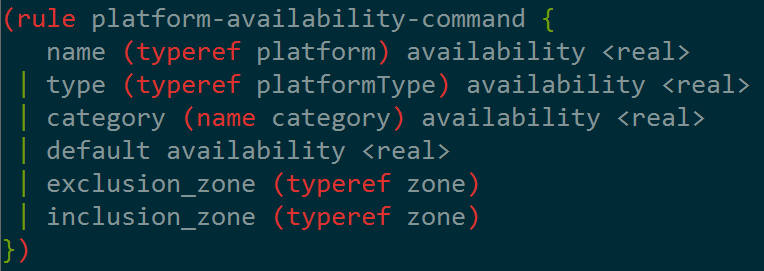 (rule platform-availability-command {
name (typeref platform) availability <real>
| type (typeref platformType) availability <real>
| category (name category) availability <real>
| default availability <real>
| exclusion_zone (typeref zone)
| inclusion_zone (typeref zone)
})